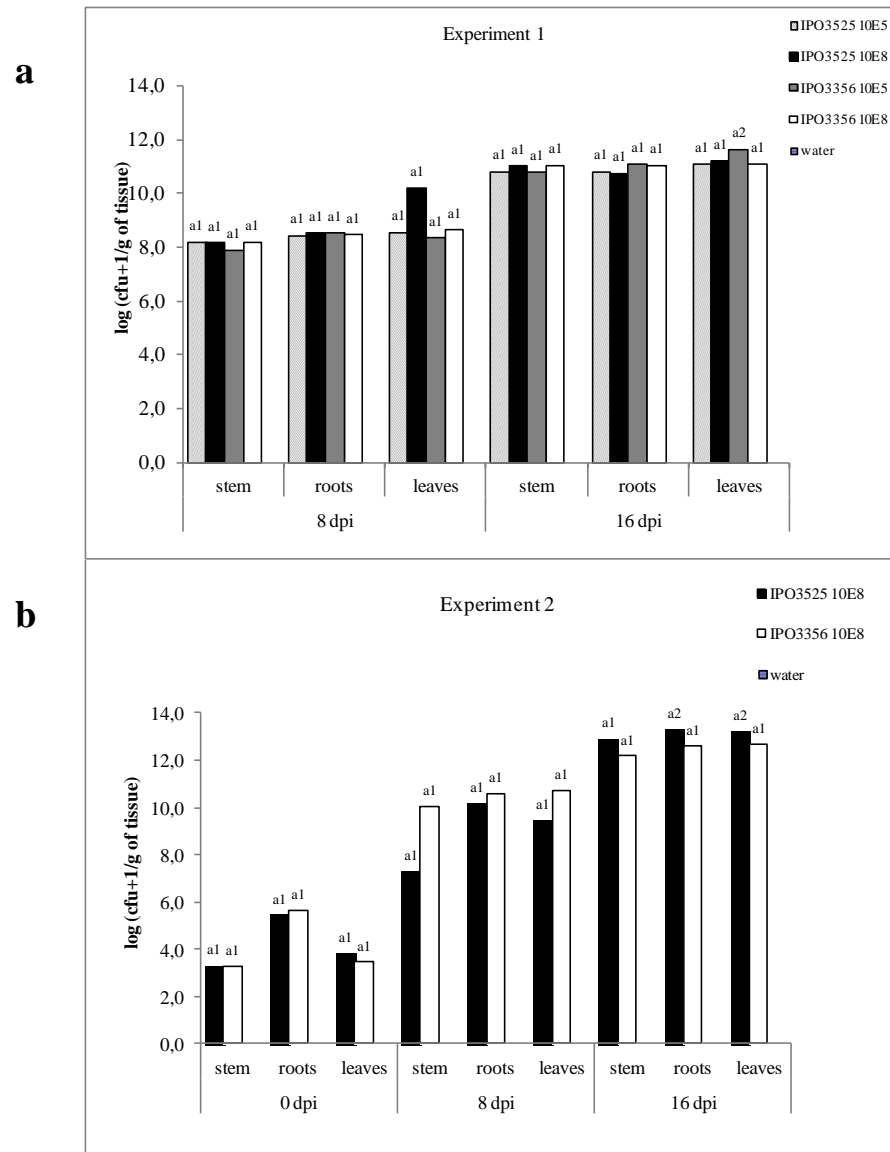 a
Experiment 1
IPO3525 10E5
IPO3525 10E8
IPO3356 10E5
IPO3356 10E8
water
log (cfu+1/g of tissue)
14,0
12,0
10,0
8,0
6,0
4,0
2,0
0,0
a1 a1 a1 a1
a1 a1 a1 a1
a1 a1 a1 a1
a1 a1 a1 a1
a1 a1 a1 a1
a1 a1 a2 a1
stem roots leaves stem roots leaves
8 dpi 16 dpi
b
Experiment 2
IPO3525 10E8
IPO3356 10E8
water
log (cfu+1/g of tissue)
14,0
12,0
10,0
8,0
6,0
4,0
2,0
0,0
a1 a1
a1 a1
a1 a1
a1 a1
a1 a1
a1 a1
a1 a1
a2 a1
a2 a1
stem roots leaves stem roots leaves stem roots leaves
0 dpi 8 dpi 16 dpi